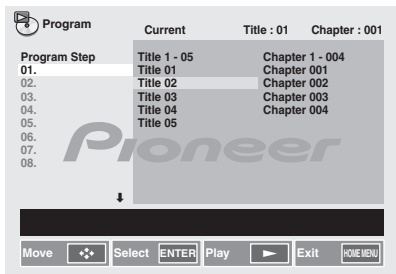 Program
Current Title : 01 Chapter : 001
Program Step Title 1 - 05 Chapter 1 - 004
01. Title 01 Chapter 001
02. Title 02 Chapter 002
03. Title 03 Chapter 003
04. Title 04 Chapter 004
05. Title 05
06.
07.
08.
Pioneer
Move Select ENTER Play Exit HOME MENU